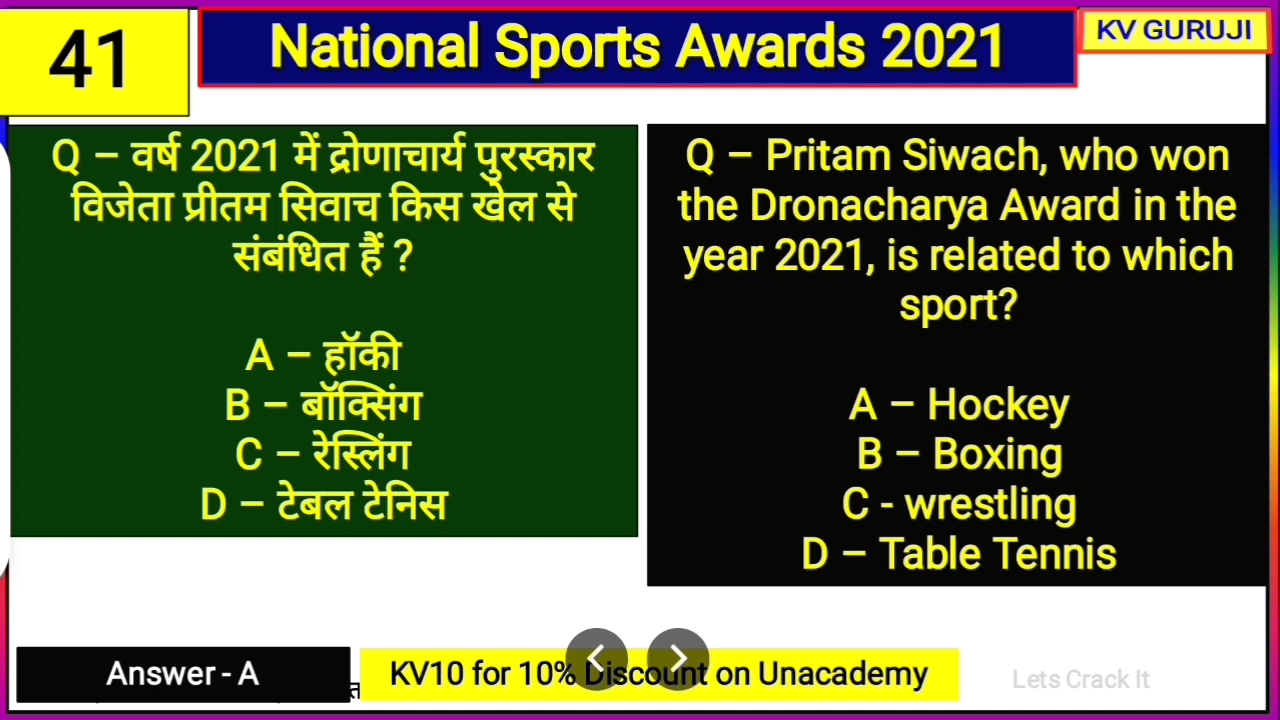 41
National Sports Awards 2021
KV GURUJI
Q – वर्ष 2021 में द्रोणाचार्य पुरस्कार
विजेता प्रीतम सिवाच किस खेल से
संबंधित हैं ?
A – हॉकी
B – बॉक्सिंग
C – रेस्लिंग
D – टेबल टेनिस
Q – Pritam Siwach, who won
the Dronacharya Award in the
year 2021, is related to which
sport?
A – Hockey
B – Boxing
C - wrestling
D – Table Tennis
Answer - A
KV10 for 10% Discount on Unacademy
Lets Crack It